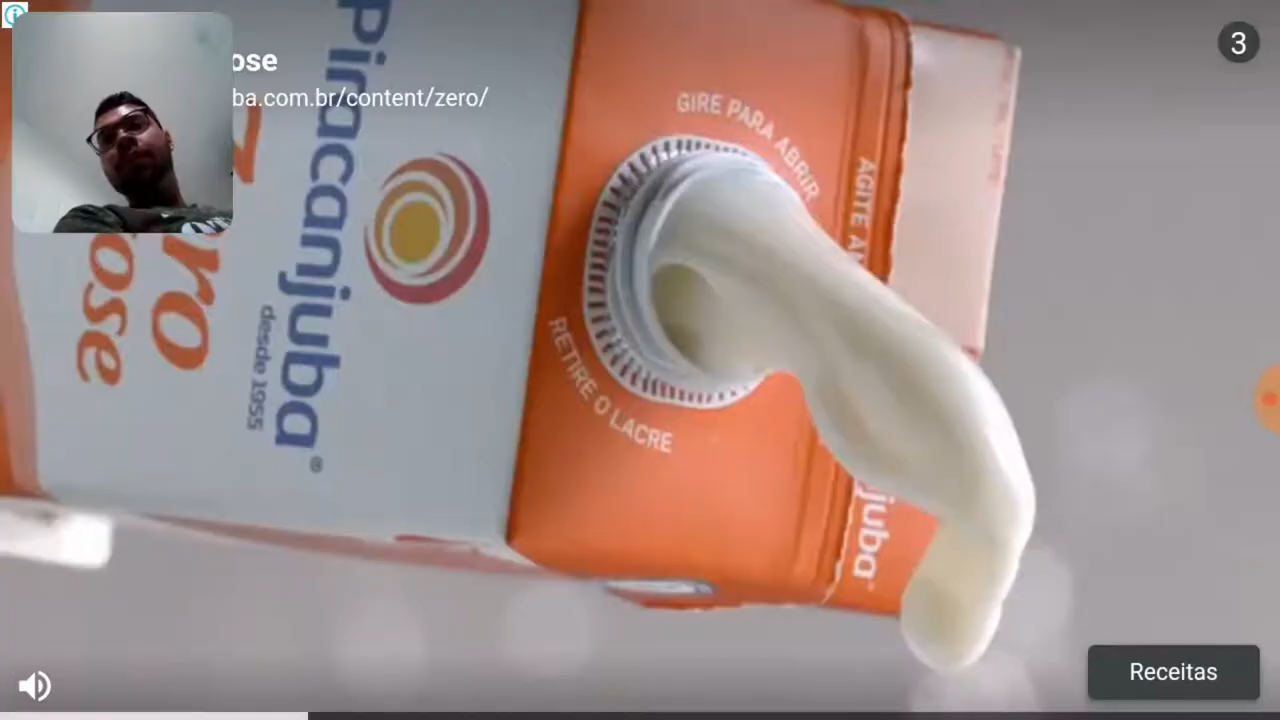 3
ose
ba.com.br/content/zero/
Piracanjuba®
desde 1955
ro
ose
GIRE PARA ABRIR
RETIRE O LACRE
AGITE A
juba
Receitas